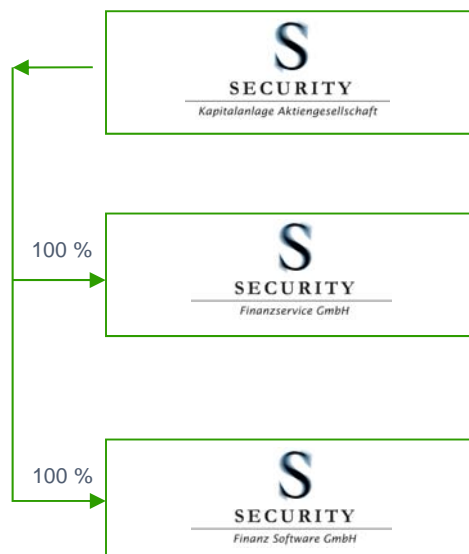 S
SECURITY
Kapitalanlage Aktiengesellschaft
100 %
S
SECURITY
Finanzservice GmbH
100 %
S
SECURITY
Finanz Software GmbH